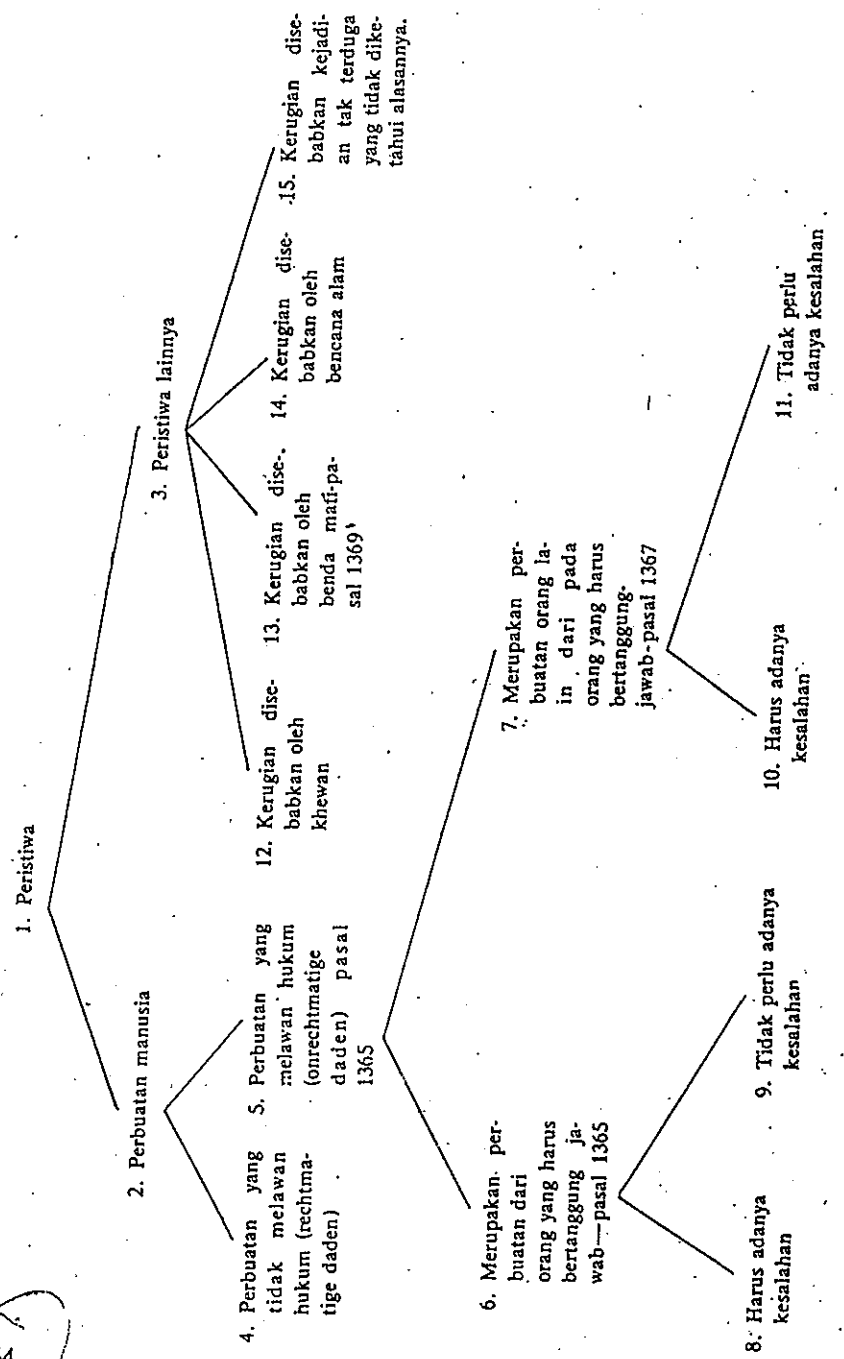 1. Peristiwa
2. Perbuatan manusia
3. Peristiwa lainnya
4. Perbuatan yang
tidak melawan
hukum (rechtma-
tige daden)
5. Perbuatan yang
melawan hukum
(onrechtmatige
daden) pasal
1365
12. Kerugian dise-
babkan oleh
khewan
13. Kerugian dise-
babkan oleh
benda mati-pa-
sal 1369
14. Kerugian dise-
babkan oleh
bencana alam
15. Kerugian dise-
babkan kejadi-
an tak terduga
yang tidak dike-
tahui alasannya.
6. Merupakan per-
buatan dari
orang yang harus
bertanggung ja-
wab—pasal 1365
7. Merupakan per-
buatan orang la-
in dari pada
orang yang harus
bertanggung-
jawab-pasal 1367
8. Harus adanya
kesalahan
9. Tidak perlu adanya
kesalahan
10. Harus adanya
kesalahan
11. Tidak perlu
adanya kesalahan